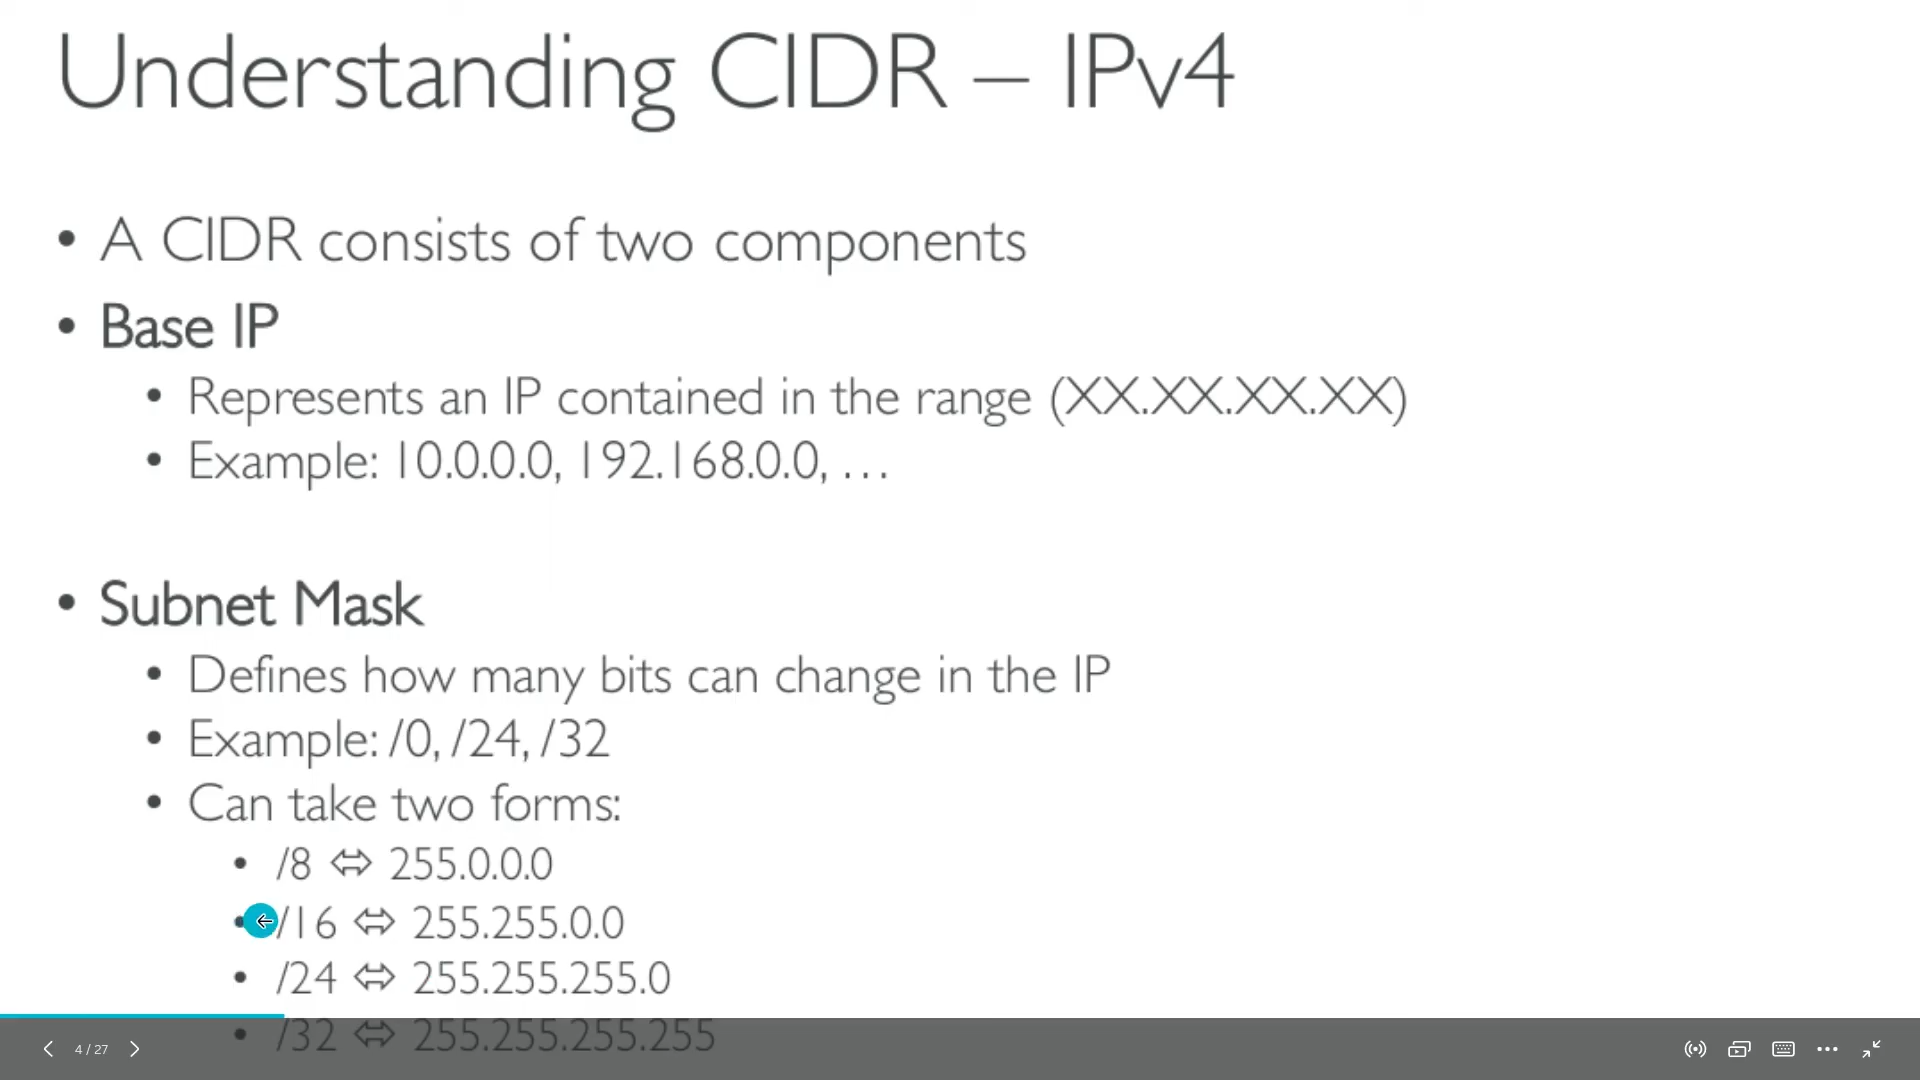 Understanding CIDR – IPv4
• A CIDR consists of two components
• Base IP
• Represents an IP contained in the range (XX.XX.XX.XX)
• Example: 10.0.0.0, 192.168.0.0, …
• Subnet Mask
• Defines how many bits can change in the IP
• Example: /0, /24, /32
• Can take two forms:
• /8 ⬄ 255.0.0.0
• /16 ⬄ 255.255.0.0
• /24 ⬄ 255.255.255.0
• /32 ⬄ 255.255.255.255
4 / 27